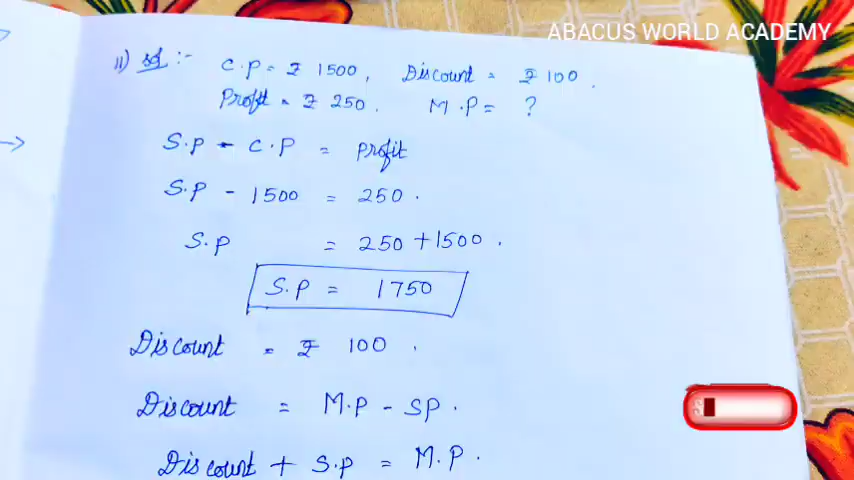 ABACUS WORLD ACADEMY
11) Sol :- C.P = ₹ 1500, Discount = ₹ 100.
Profit = ₹ 250. M.P = ?
S.P - C.P = Profit
S.P - 1500 = 250.
S.P = 250 + 1500.
S.P = 1750
Discount = ₹ 100.
Discount = M.P - SP.
Discount + S.P = M.P.